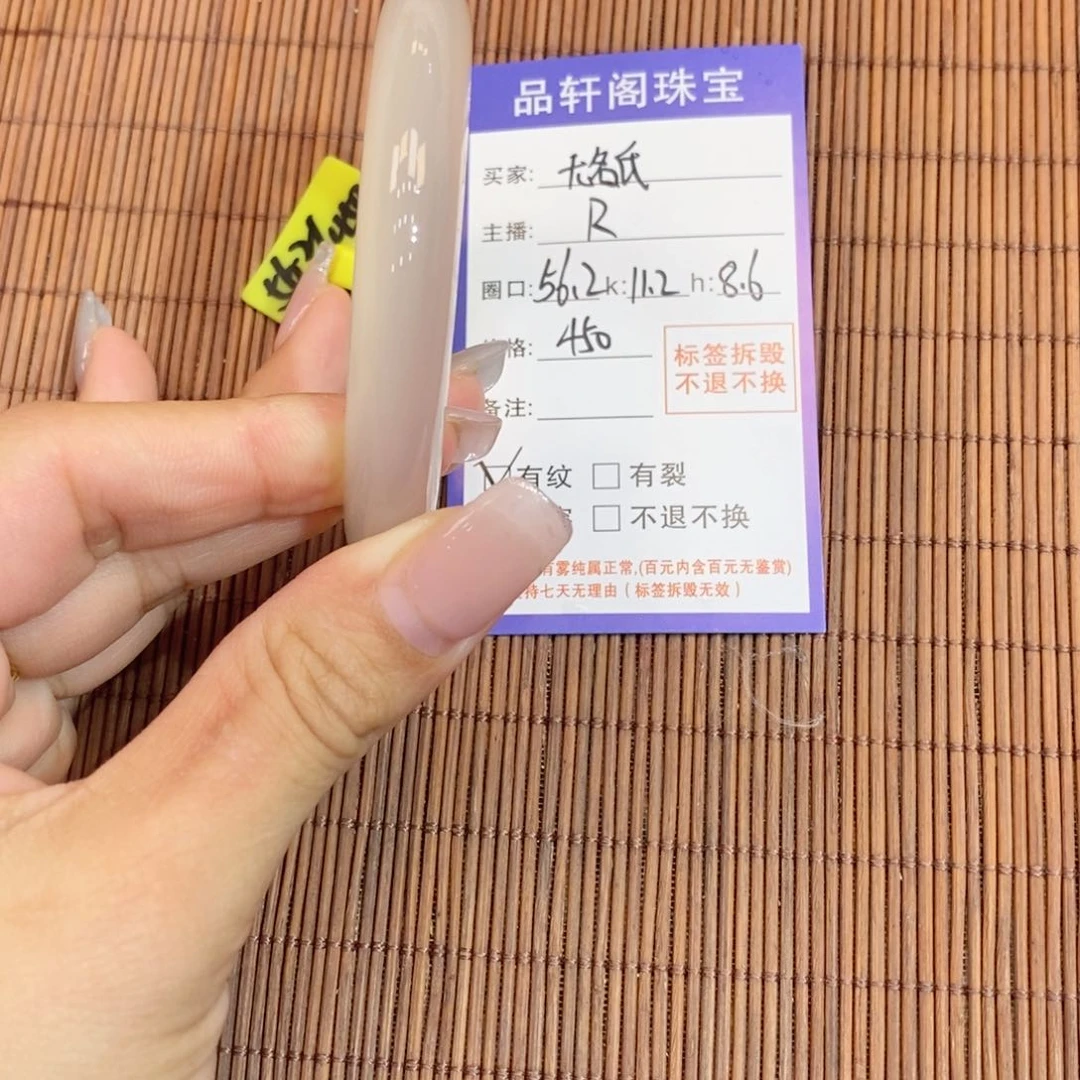 品轩阁珠宝
买家: 无名氏
主播: R
圈口: 56.2 k: 11.2 h: 8.6
格: 450
标签拆毁
不退不换
备注:
有纹 有裂
不退不换
有雾纯属正常,(百元内含百元无鉴赏)
持七天无理由(标签拆毁无效)